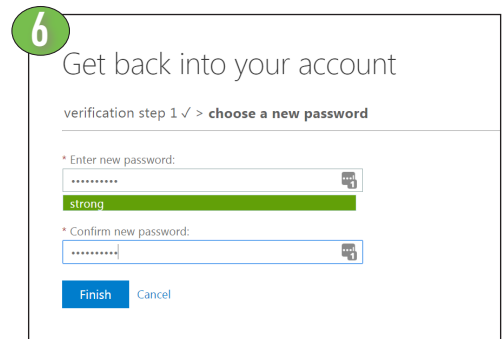 6
Get back into your account
verification step 1 ✓ > choose a new password
* Enter new password:
••••••••••
strong
* Confirm new password:
••••••••••
Finish Cancel